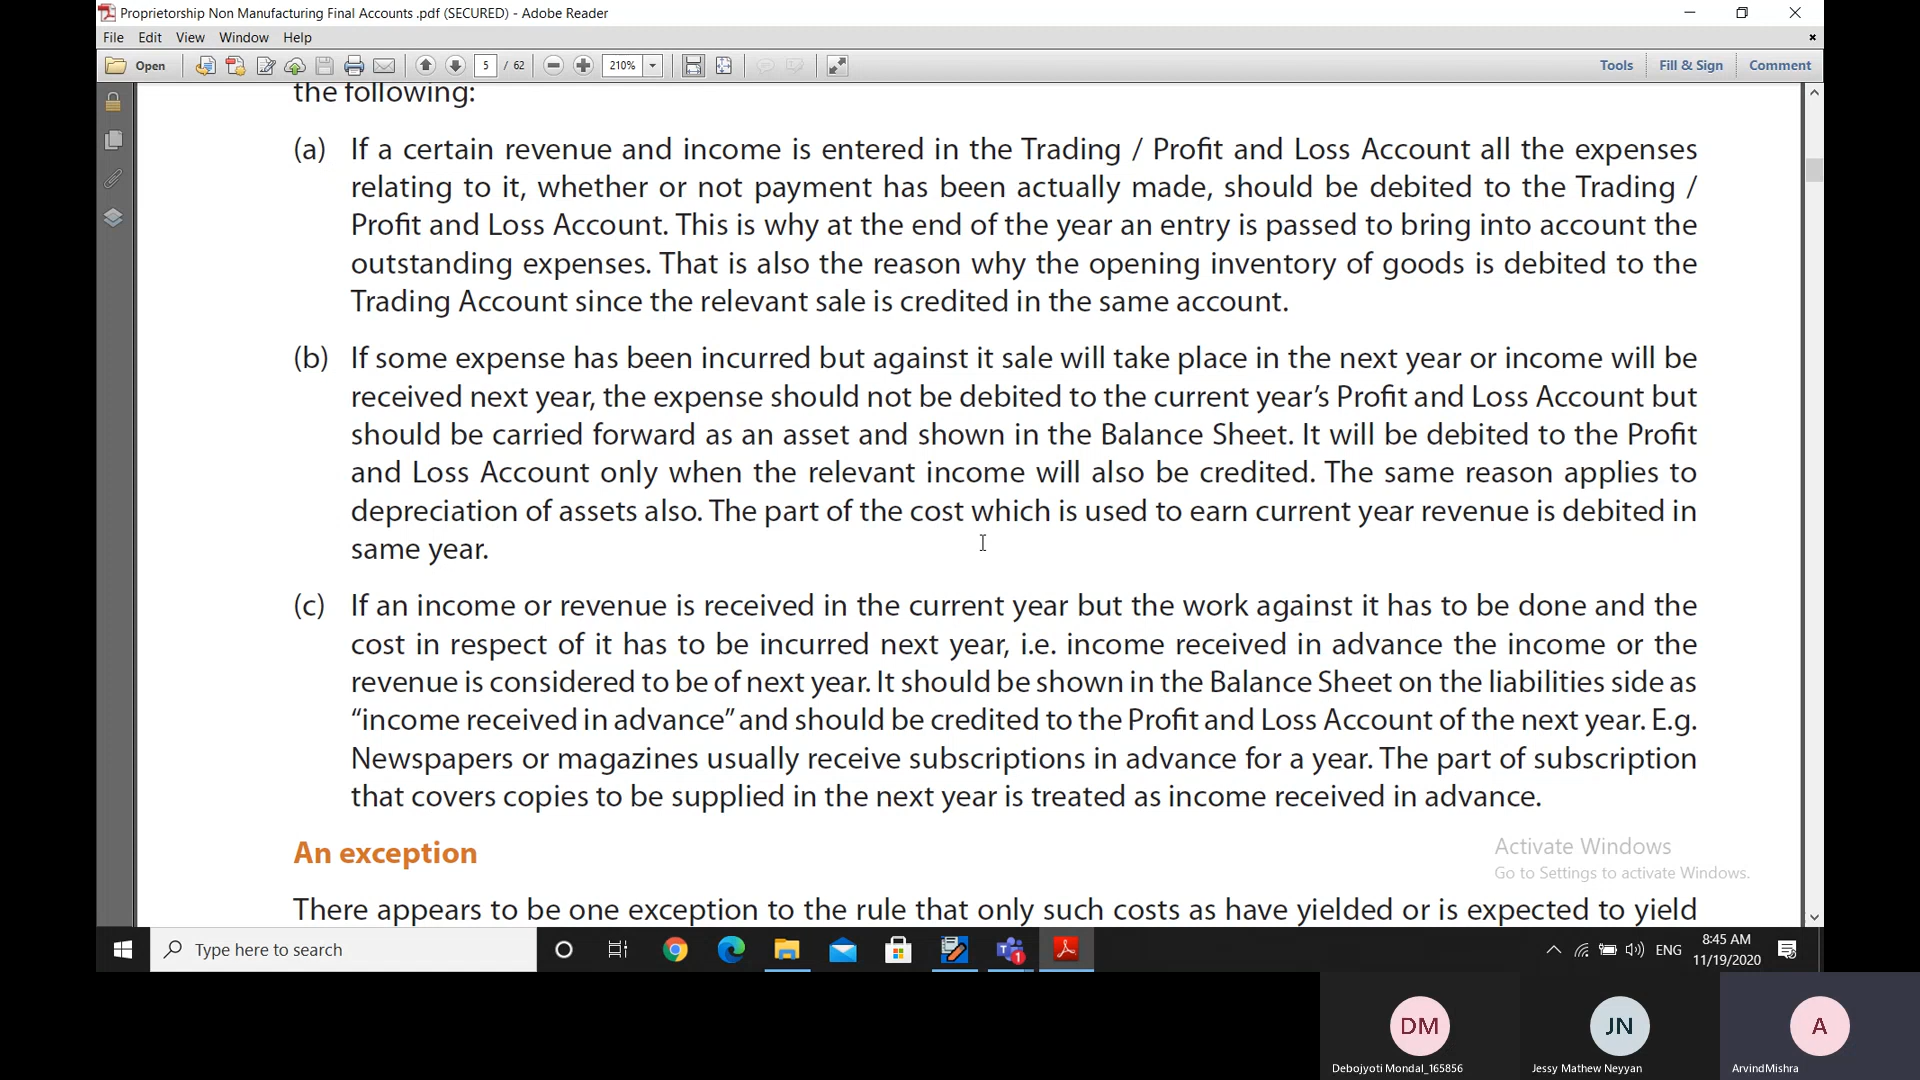 Proprietorship Non Manufacturing Final Accounts .pdf (SECURED) - Adobe Reader
File Edit View Window Help
Open 5 / 62 210% Tools Fill & Sign Comment
the following:
(a) If a certain revenue and income is entered in the Trading / Profit and Loss Account all the expenses
relating to it, whether or not payment has been actually made, should be debited to the Trading /
Profit and Loss Account. This is why at the end of the year an entry is passed to bring into account the
outstanding expenses. That is also the reason why the opening inventory of goods is debited to the
Trading Account since the relevant sale is credited in the same account.
(b) If some expense has been incurred but against it sale will take place in the next year or income will be
received next year, the expense should not be debited to the current year’s Profit and Loss Account but
should be carried forward as an asset and shown in the Balance Sheet. It will be debited to the Profit
and Loss Account only when the relevant income will also be credited. The same reason applies to
depreciation of assets also. The part of the cost which is used to earn current year revenue is debited in
same year.
(c) If an income or revenue is received in the current year but the work against it has to be done and the
cost in respect of it has to be incurred next year, i.e. income received in advance the income or the
revenue is considered to be of next year. It should be shown in the Balance Sheet on the liabilities side as
“income received in advance” and should be credited to the Profit and Loss Account of the next year. E.g.
Newspapers or magazines usually receive subscriptions in advance for a year. The part of subscription
that covers copies to be supplied in the next year is treated as income received in advance.
An exception
Activate Windows
Go to Settings to activate Windows.
There appears to be one exception to the rule that only such costs as have yielded or is expected to yield
Type here to search
1
ENG
8:45 AM
11/19/2020
DM JN A
Debojyoti Mondal_165856 Jessy Mathew Neyyan ArvindMishra